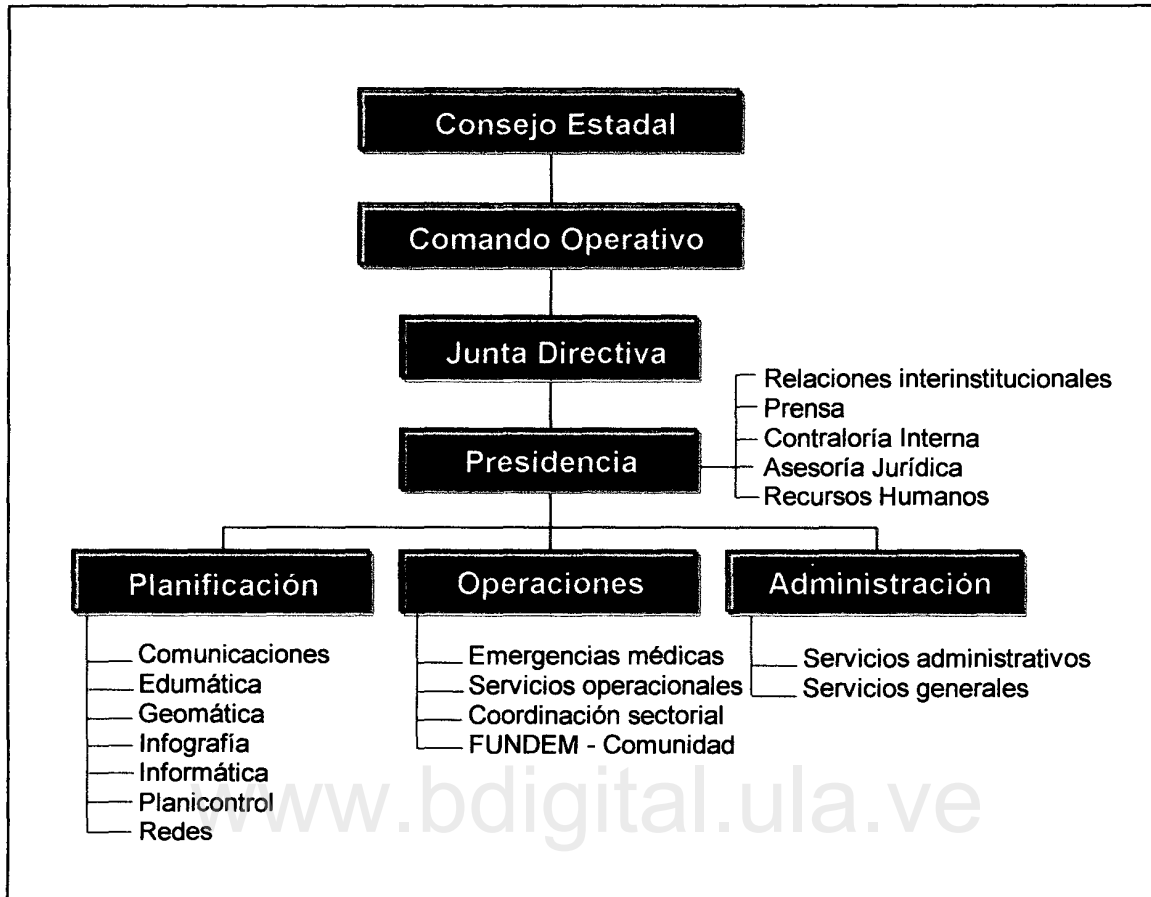 Consejo Estadal
Comando Operativo
Junta Directiva
Presidencia
Relaciones interinstitucionales
Prensa
Contraloría Interna
Asesoría Jurídica
Recursos Humanos
Planificación
Comunicaciones
Edumática
Geomática
Infografía
Informática
Planicontrol
Redes
Operaciones
Emergencias médicas
Servicios operacionales
Coordinación sectorial
FUNDEM - Comunidad
Administración
Servicios administrativos
Servicios generales
www.bdigital.ula.ve